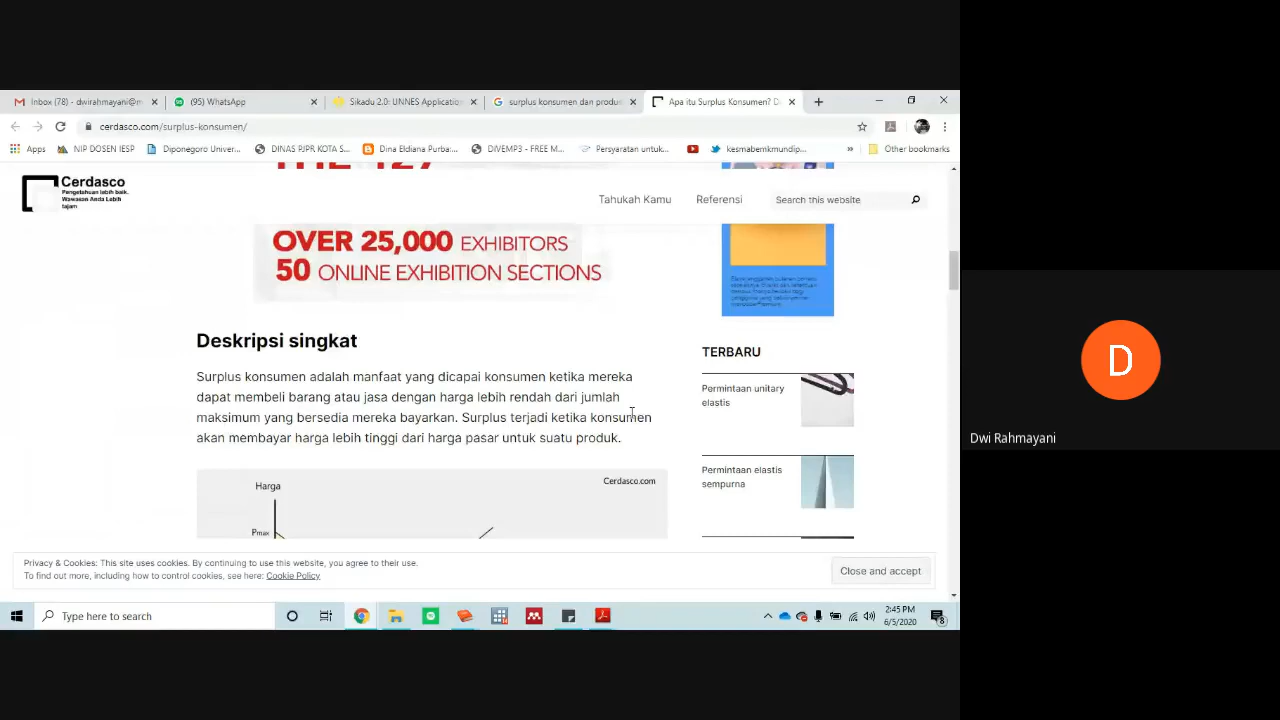 Inbox (78) - dwirahmayani@m
(95) WhatsApp
Sikadu 2.0: UNNES Application
surplus konsumen dan produ
Apa itu Surplus Konsumen? D
cerdasco.com/surplus-konsumen/
Apps
NIP DOSEN IESP
Diponegoro Univer...
DINAS PJPR KOTA S...
Dina Eldiana Purba:...
DIVEMP3 - FREE M...
Persyaratan untuk...
kesmabemkmundip...
»
Other bookmarks
THE 127
Cerdasco
Pengetahuan lebih baik.
Wawasan Anda Lebih
tajam
Tahukah Kamu
Referensi
Search this website
OVER 25,000 EXHIBITORS
50 ONLINE EXHIBITION SECTIONS
Deskripsi singkat
Surplus konsumen adalah manfaat yang dicapai konsumen ketika mereka
dapat membeli barang atau jasa dengan harga lebih rendah dari jumlah
maksimum yang bersedia mereka bayarkan. Surplus terjadi ketika konsumen
akan membayar harga lebih tinggi dari harga pasar untuk suatu produk.
Cerdasco.com
Harga
Pmax
TERBARU
Permintaan unitary
elastis
Permintaan elastis
sempurna
Privacy & Cookies: This site uses cookies. By continuing to use this website, you agree to their use.
To find out more, including how to control cookies, see here: Cookie Policy
Close and accept
Type here to search
2:45 PM
6/5/2020
8
D
Dwi Rahmayani